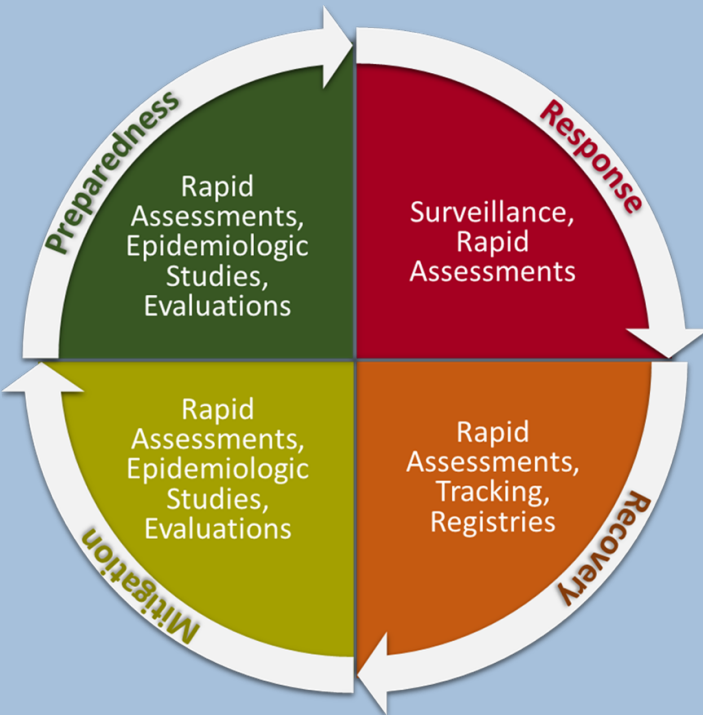 Preparedness
Rapid
Assessments,
Epidemiologic
Studies,
Evaluations
Response
Surveillance,
Rapid
Assessments
Recovery
Rapid
Assessments,
Tracking,
Registries
Mitigation
Rapid
Assessments,
Epidemiologic
Studies,
Evaluations